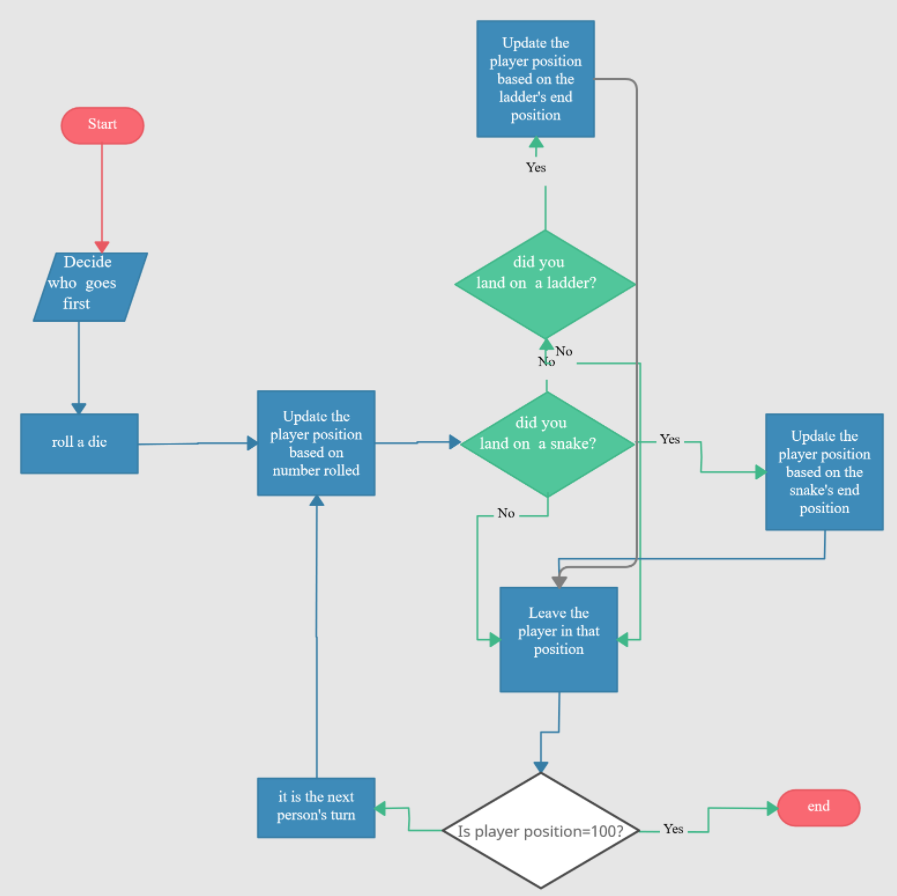 Update the
player position
based on the
ladder's end
position
Start
Yes
Decide
who goes
first
did you
land on a ladder?
No
No
Update the
player position
based on
number rolled
did you
land on a snake?
roll a die
Yes
Update the
player position
based on the
snake's end
position
No
Leave the
player in that
position
it is the next
person's turn
Is player position=100?
Yes
end